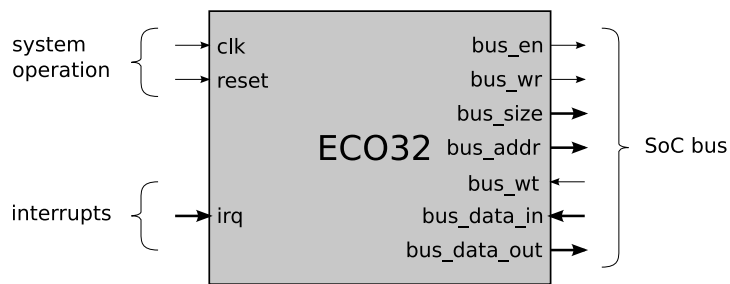 system
operation
clk
reset
interrupts
irq
ECO32
bus_en
bus_wr
bus_size
bus_addr
bus_wt
bus_data_in
bus_data_out
SoC bus